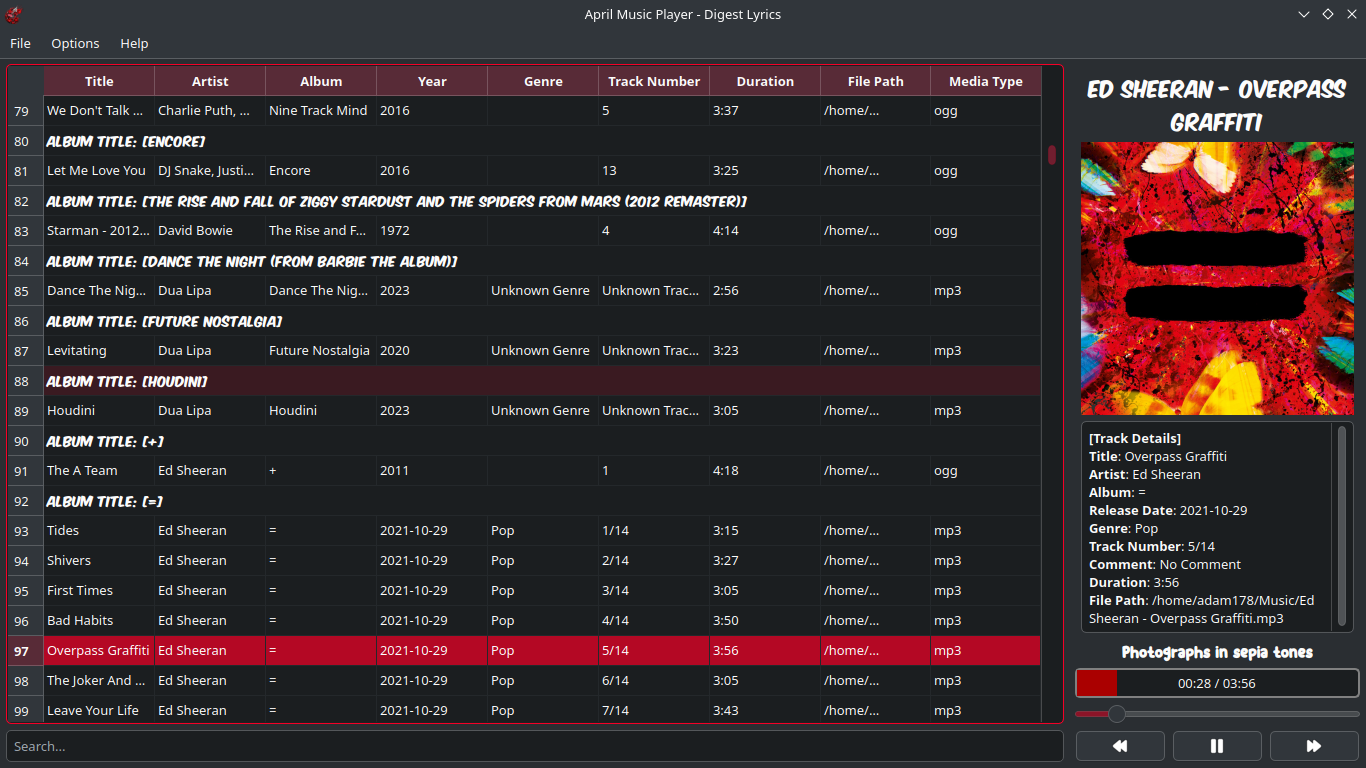 April Music Player - Digest Lyrics
File Options Help
Title Artist Album Year Genre Track Number Duration File Path Media Type
79 We Don't Talk ... Charlie Puth, ... Nine Track Mind 2016 5 3:37 /home/... ogg
80 ALBUM TITLE: [ENCORE]
81 Let Me Love You DJ Snake, Justi... Encore 2016 13 3:25 /home/... ogg
82 ALBUM TITLE: [THE RISE AND FALL OF ZIGGY STARDUST AND THE SPIDERS FROM MARS (2012 REMASTER)]
83 Starman - 2012... David Bowie The Rise and F... 1972 4 4:14 /home/... ogg
84 ALBUM TITLE: [DANCE THE NIGHT (FROM BARBIE THE ALBUM)]
85 Dance The Nig... Dua Lipa Dance The Nig... 2023 Unknown Genre Unknown Trac... 2:56 /home/... mp3
86 ALBUM TITLE: [FUTURE NOSTALGIA]
87 Levitating Dua Lipa Future Nostalgia 2020 Unknown Genre Unknown Trac... 3:23 /home/... mp3
88 ALBUM TITLE: [HOUDINI]
89 Houdini Dua Lipa Houdini 2023 Unknown Genre Unknown Trac... 3:05 /home/... mp3
90 ALBUM TITLE: [+]
91 The A Team Ed Sheeran + 2011 1 4:18 /home/... ogg
92 ALBUM TITLE: [=]
93 Tides Ed Sheeran = 2021-10-29 Pop 1/14 3:15 /home/... mp3
94 Shivers Ed Sheeran = 2021-10-29 Pop 2/14 3:27 /home/... mp3
95 First Times Ed Sheeran = 2021-10-29 Pop 3/14 3:05 /home/... mp3
96 Bad Habits Ed Sheeran = 2021-10-29 Pop 4/14 3:50 /home/... mp3
97 Overpass Graffiti Ed Sheeran = 2021-10-29 Pop 5/14 3:56 /home/... mp3
98 The Joker And ... Ed Sheeran = 2021-10-29 Pop 6/14 3:05 /home/... mp3
99 Leave Your Life Ed Sheeran = 2021-10-29 Pop 7/14 3:43 /home/... mp3
Search...
ED SHEERAN - OVERPASS
GRAFFITI
[Track Details]
Title: Overpass Graffiti
Artist: Ed Sheeran
Album: =
Release Date: 2021-10-29
Genre: Pop
Track Number: 5/14
Comment: No Comment
Duration: 3:56
File Path: /home/adam178/Music/Ed
Sheeran - Overpass Graffiti.mp3
Photographs in sepia tones
00:28 / 03:56